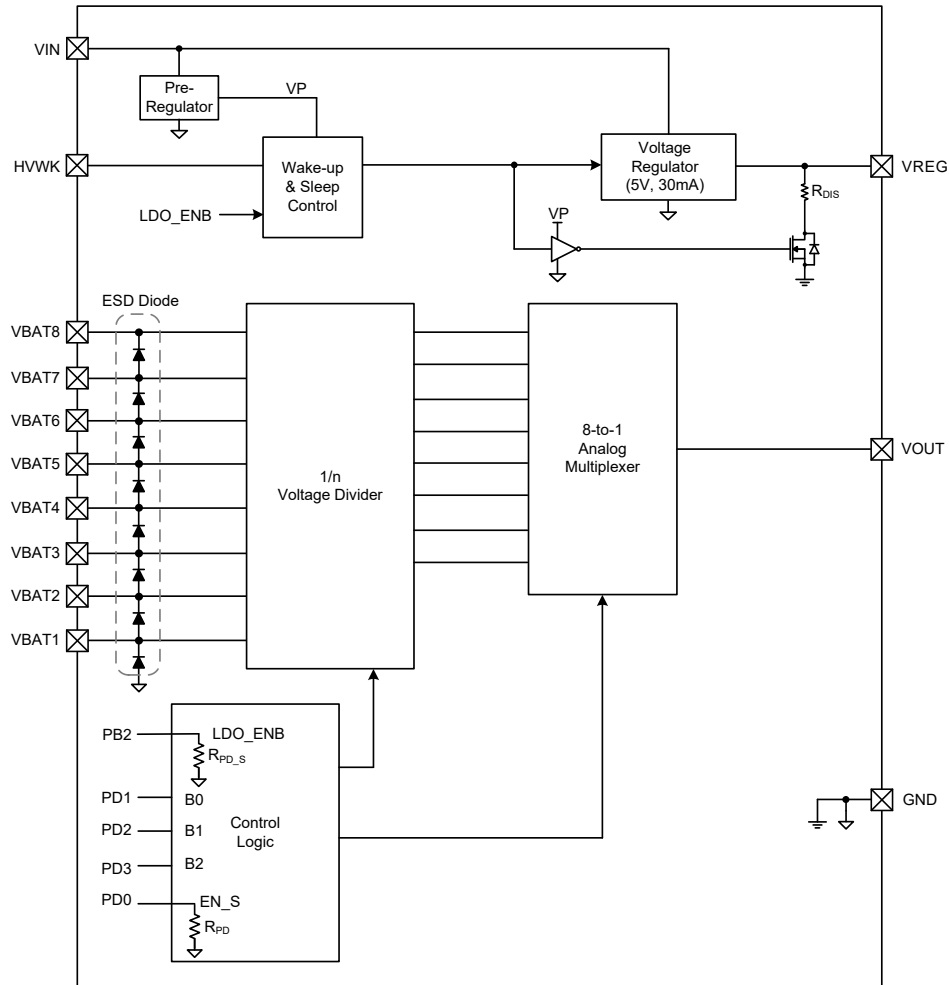 VIN
Pre-
Regulator
VP
HVWK
Wake-up
& Sleep
Control
LDO_ENB
Voltage
Regulator
(5V, 30mA)
VREG
RDIS
VP
ESD Diode
VBAT8
VBAT7
VBAT6
VBAT5
VBAT4
VBAT3
VBAT2
VBAT1
1/n
Voltage Divider
8-to-1
Analog
Multiplexer
VOUT
PB2
LDO_ENB
RPD_S
PD1
B0
PD2
B1
PD3
B2
PD0
EN_S
RPD
Control
Logic
GND